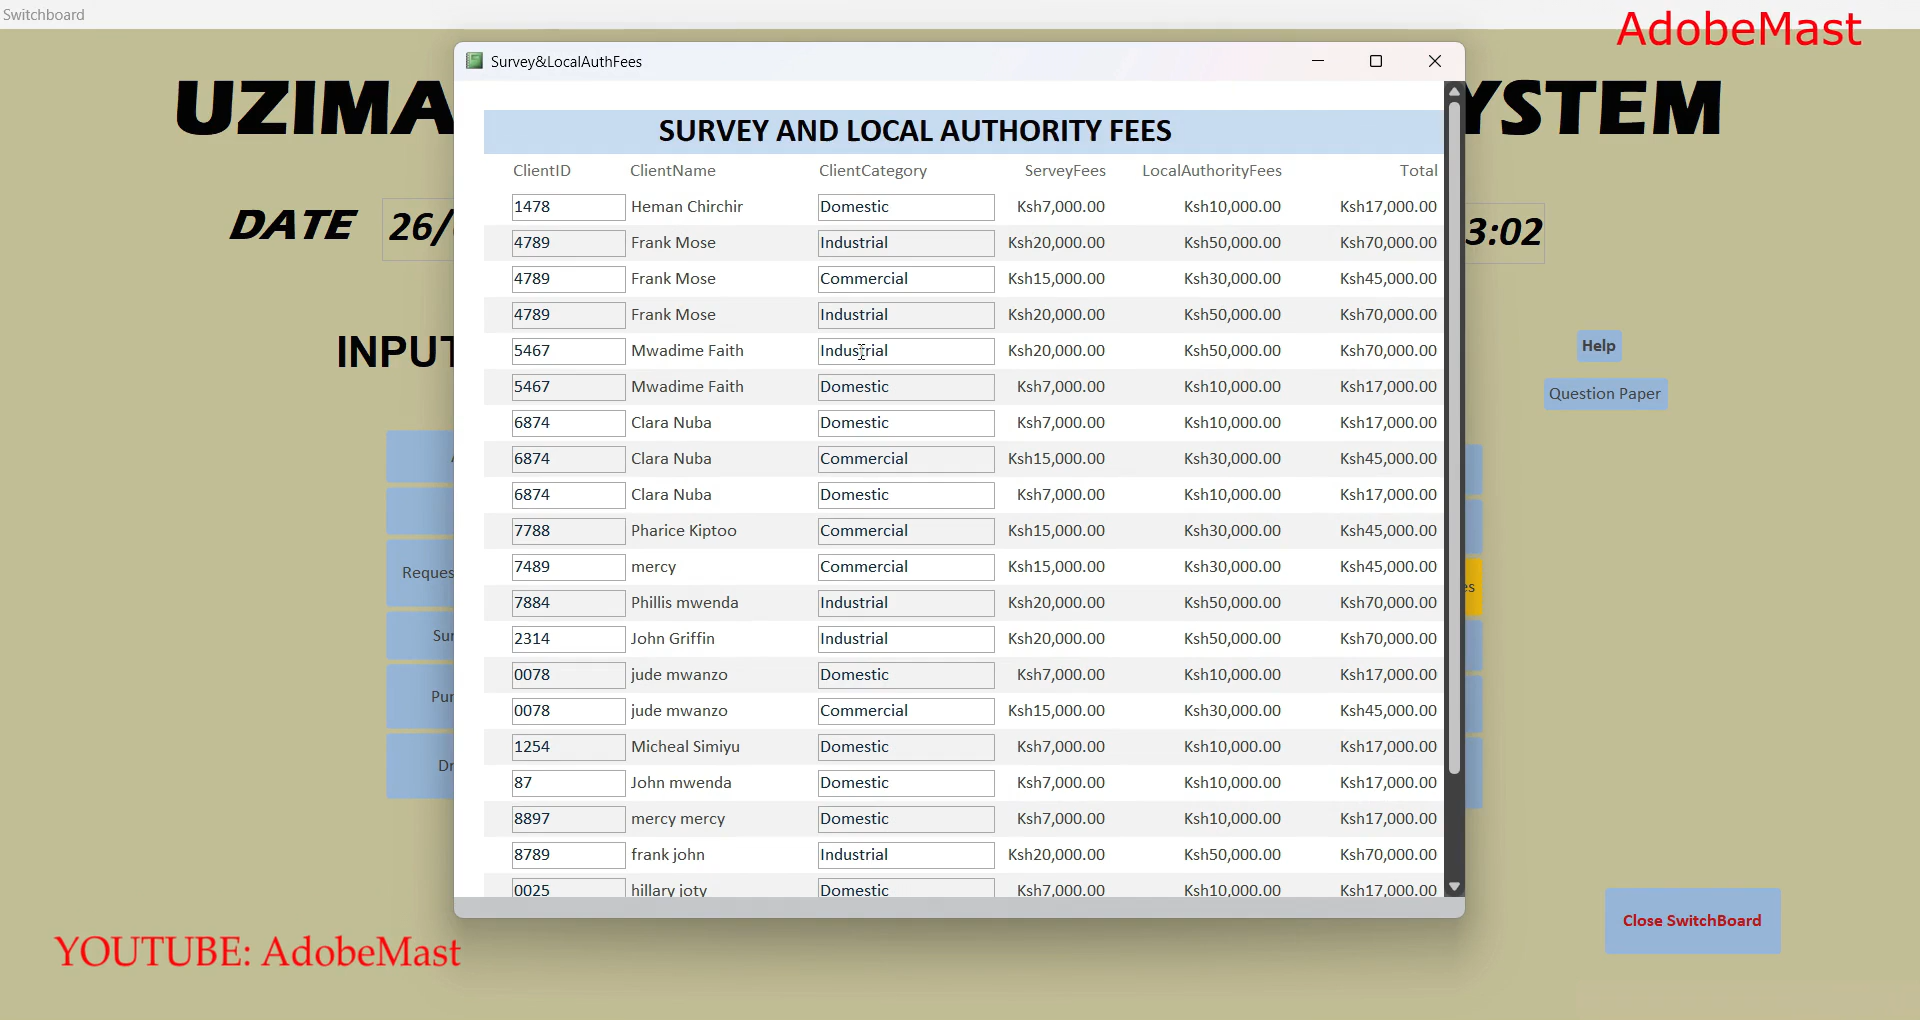 Switchboard
AdobeMast
Survey&LocalAuthFees
UZIMA YSTEM
SURVEY AND LOCAL AUTHORITY FEES
ClientID ClientName ClientCategory ServeyFees LocalAuthorityFees Total
1478 Heman Chirchir Domestic Ksh7,000.00 Ksh10,000.00 Ksh17,000.00
DATE 26/ 3:02
4789 Frank Mose Industrial Ksh20,000.00 Ksh50,000.00 Ksh70,000.00
4789 Frank Mose Commercial Ksh15,000.00 Ksh30,000.00 Ksh45,000.00
4789 Frank Mose Industrial Ksh20,000.00 Ksh50,000.00 Ksh70,000.00
INPUT
Help
5467 Mwadime Faith Industrial Ksh20,000.00 Ksh50,000.00 Ksh70,000.00
5467 Mwadime Faith Domestic Ksh7,000.00 Ksh10,000.00 Ksh17,000.00
Question Paper
6874 Clara Nuba Domestic Ksh7,000.00 Ksh10,000.00 Ksh17,000.00
6874 Clara Nuba Commercial Ksh15,000.00 Ksh30,000.00 Ksh45,000.00
6874 Clara Nuba Domestic Ksh7,000.00 Ksh10,000.00 Ksh17,000.00
7788 Pharice Kiptoo Commercial Ksh15,000.00 Ksh30,000.00 Ksh45,000.00
7489 mercy Commercial Ksh15,000.00 Ksh30,000.00 Ksh45,000.00
Reques
es
7884 Phillis mwenda Industrial Ksh20,000.00 Ksh50,000.00 Ksh70,000.00
2314 John Griffin Industrial Ksh20,000.00 Ksh50,000.00 Ksh70,000.00
Sur
0078 jude mwanzo Domestic Ksh7,000.00 Ksh10,000.00 Ksh17,000.00
Pur
0078 jude mwanzo Commercial Ksh15,000.00 Ksh30,000.00 Ksh45,000.00
1254 Micheal Simiyu Domestic Ksh7,000.00 Ksh10,000.00 Ksh17,000.00
Dr
87 John mwenda Domestic Ksh7,000.00 Ksh10,000.00 Ksh17,000.00
8897 mercy mercy Domestic Ksh7,000.00 Ksh10,000.00 Ksh17,000.00
8789 frank john Industrial Ksh20,000.00 Ksh50,000.00 Ksh70,000.00
0025 hillary joty Domestic Ksh7,000.00 Ksh10,000.00 Ksh17,000.00
Close SwitchBoard
YOUTUBE: AdobeMast